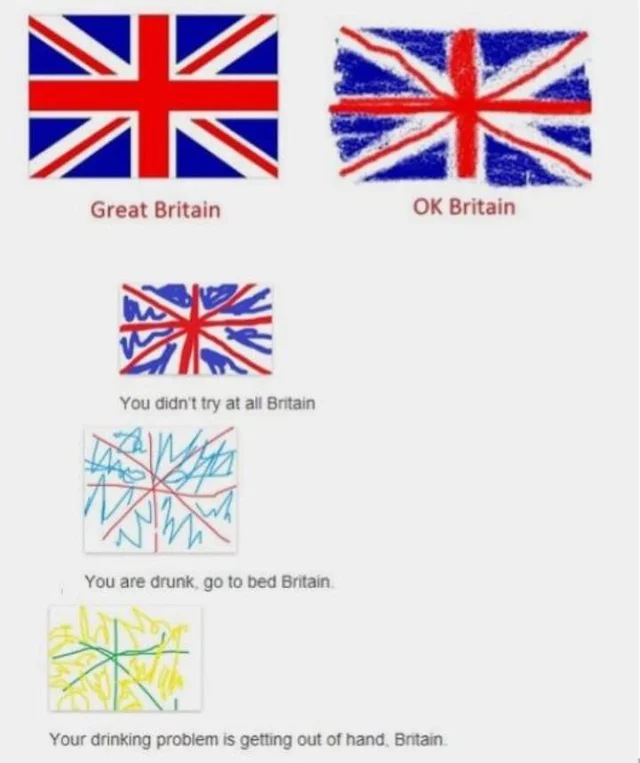 Great Britain
OK Britain
You didn't try at all Britain
You are drunk, go to bed Britain.
Your drinking problem is getting out of hand, Britain.